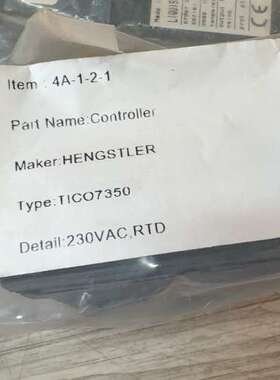 Item : 4A-1-2-1
Part Name:Controller
Maker:HENGSTLER
Type:TICO7350
Detail:230VAC,RTD